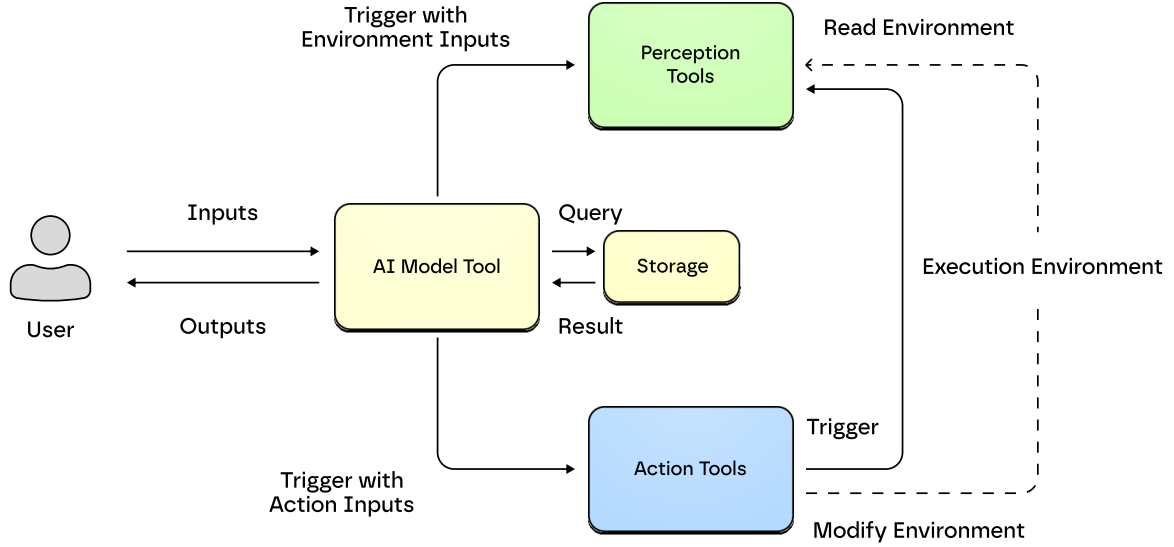 Trigger with
Environment Inputs
Perception
Tools
Read Environment
Inputs
Query
AI Model Tool
Storage
Execution Environment
User
Outputs
Result
Trigger with
Action Inputs
Action Tools
Trigger
Modify Environment